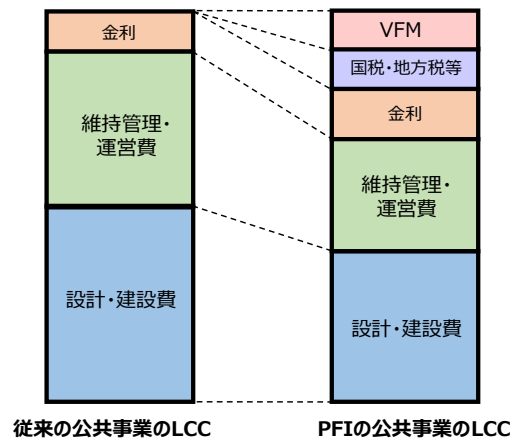 金利
維持管理・
運営費
設計・建設費
従来の公共事業のLCC
VFM
国税・地方税等
金利
維持管理・
運営費
設計・建設費
PFIの公共事業のLCC